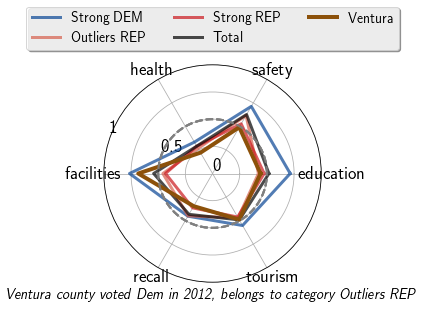 Strong DEM Strong REP Ventura
Outliers REP Total
health safety
1 0.5 0
facilities education
recall tourism
Ventura county voted Dem in 2012, belongs to category Outliers REP